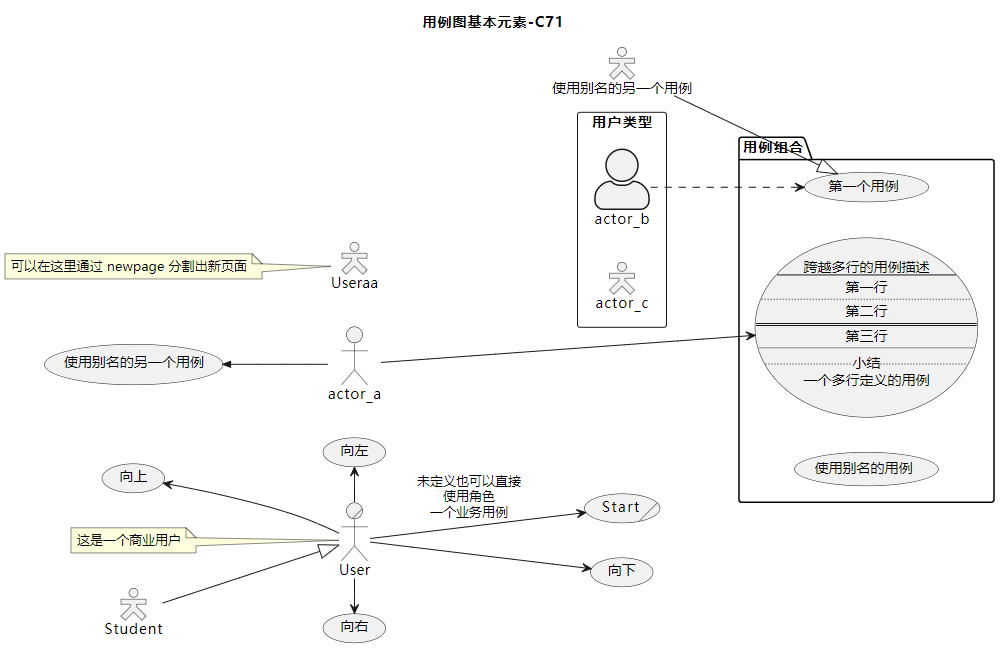 用例图基本元素-C71
使用别名的另一个用例
用户类型
用例组合
第一个用例
actor_b
可以在这里通过 newpage 分割出新页面
Useraa
actor_c
跨越多行的用例描述
第一行
第二行
第三行
小结
一个多行定义的用例
使用别名的另一个用例
actor_a
向左
向上
未定义也可以直接
使用角色
一个业务用例
使用别名的用例
Start
这是一个商业用户
User
向下
Student
向右